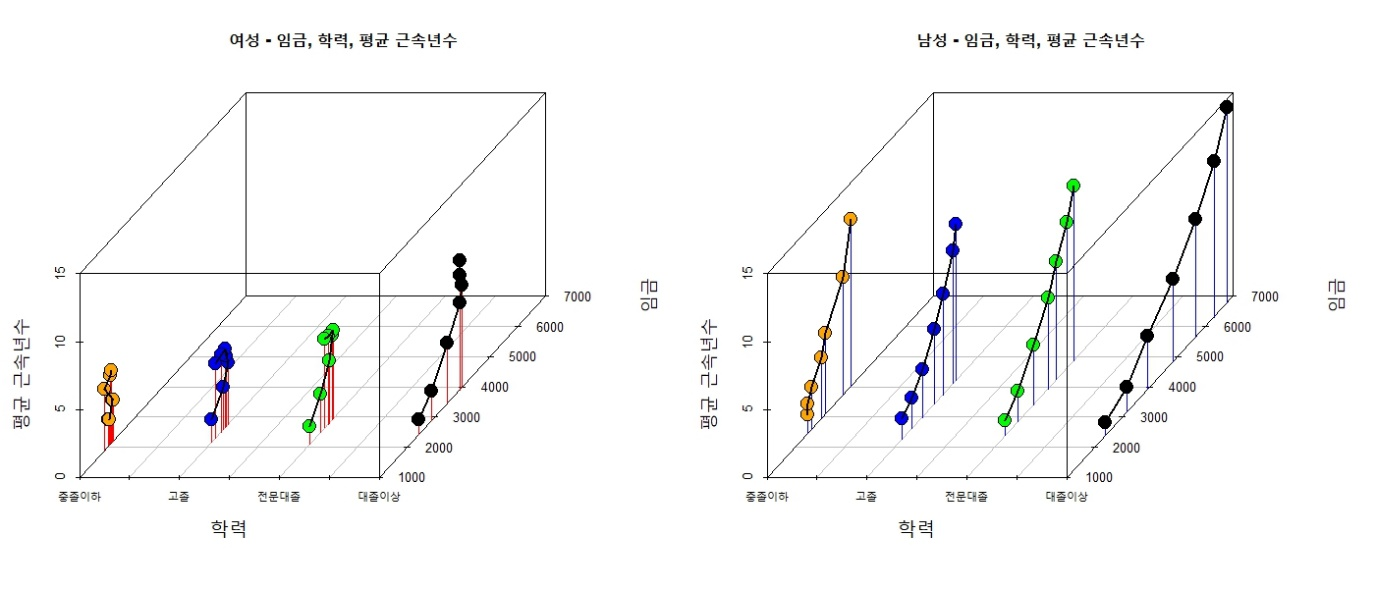 여성 - 임금, 학력, 평균 근속년수
15
10
5
0
평균 근속년수
중졸이하
고졸
전문대졸
대졸이상
학력
1000
2000
3000
4000
5000
6000
7000
임금
남성 - 임금, 학력, 평균 근속년수
15
10
5
0
평균 근속년수
중졸이하
고졸
전문대졸
대졸이상
학력
1000
2000
3000
4000
5000
6000
7000
임금